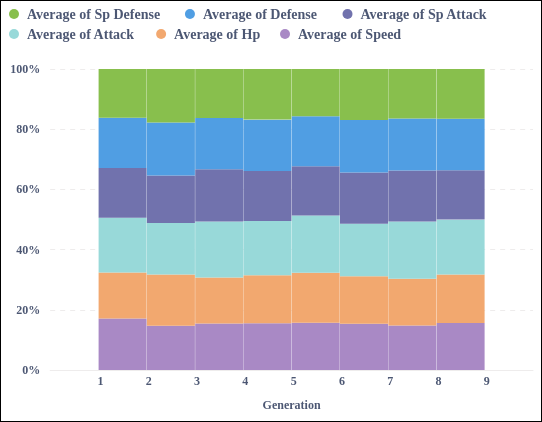 Average of Sp Defense Average of Defense Average of Sp Attack
Average of Attack Average of Hp Average of Speed
100%
80%
60%
40%
20%
0%
1 2 3 4 5 6 7 8 9
Generation